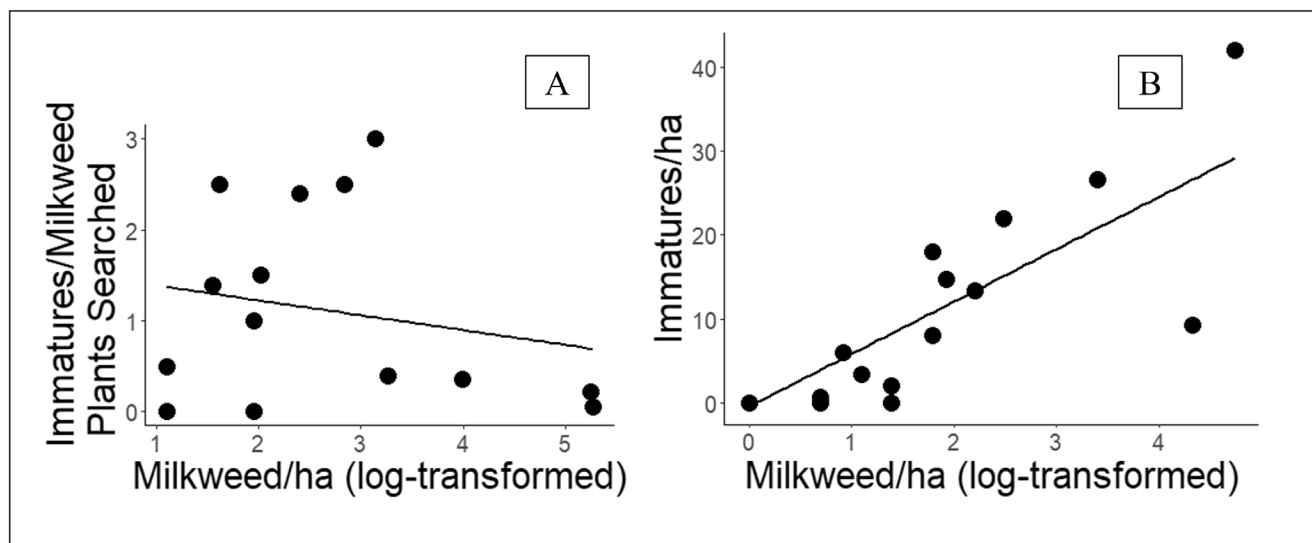 A
Immatures/Milkweed
Plants Searched
3
2
1
0
1 2 3 4 5
Milkweed/ha (log-transformed)
B
Immatures/ha
40
30
20
10
0
0 1 2 3 4
Milkweed/ha (log-transformed)